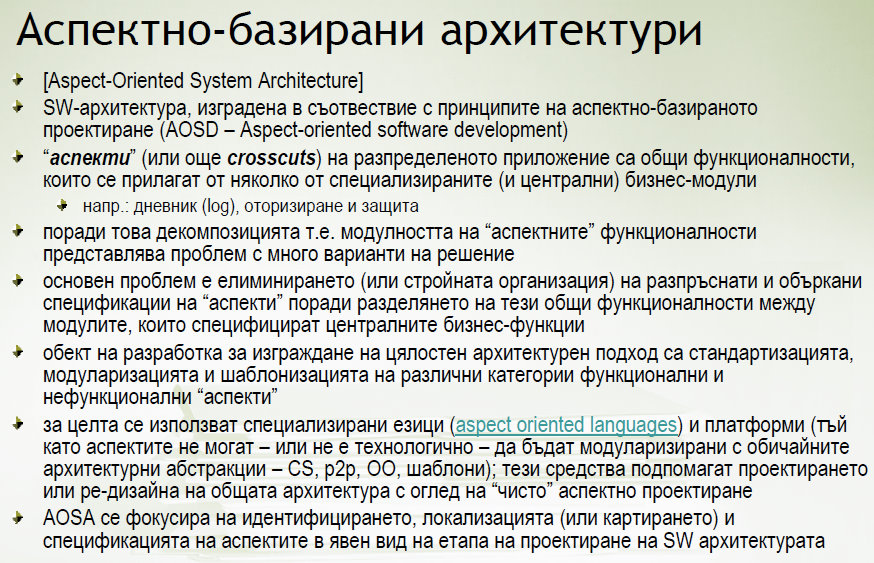 Аспектно-базирани архитектури
[Aspect-Oriented System Architecture]
SW-архитектура, изградена в съотвествие с принципите на аспектно-базираното
проектиране (AOSD – Aspect-oriented software development)
“аспекти” (или още crosscuts) на разпределеното приложение са общи функционалности,
които се прилагат от няколко от специализираните (и централни) бизнес-модули
напр.: дневник (log), оторизиране и защита
поради това декомпозицията т.е. модулността на “аспектните” функционалности
представлява проблем с много варианти на решение
основен проблем е елиминирането (или стройната организация) на разпръснати и объркани
спецификации на “аспекти” поради разделянето на тези общи функционалности между
модулите, които специфицират централните бизнес-функции
обект на разработка за изграждане на цялостен архитектурен подход са стандартизацията,
модуларизацията и шаблонизацията на различни категории функционални и
нефункционални “аспекти”
за целта се използват специализирани езици (aspect oriented languages) и платформи (тъй
като аспектите не могат – или не е технологично – да бъдат модуларизирани с обичайните
архитектурни абстракции – CS, p2p, OO, шаблони); тези средства подпомагат проектирането
или ре-дизайна на общата архитектура с оглед на “чисто” аспектно проектиране
AOSA се фокусира на идентифицирането, локализацията (или картирането) и
спецификацията на аспектите в явен вид на етапа на проектиране на SW архитектурата